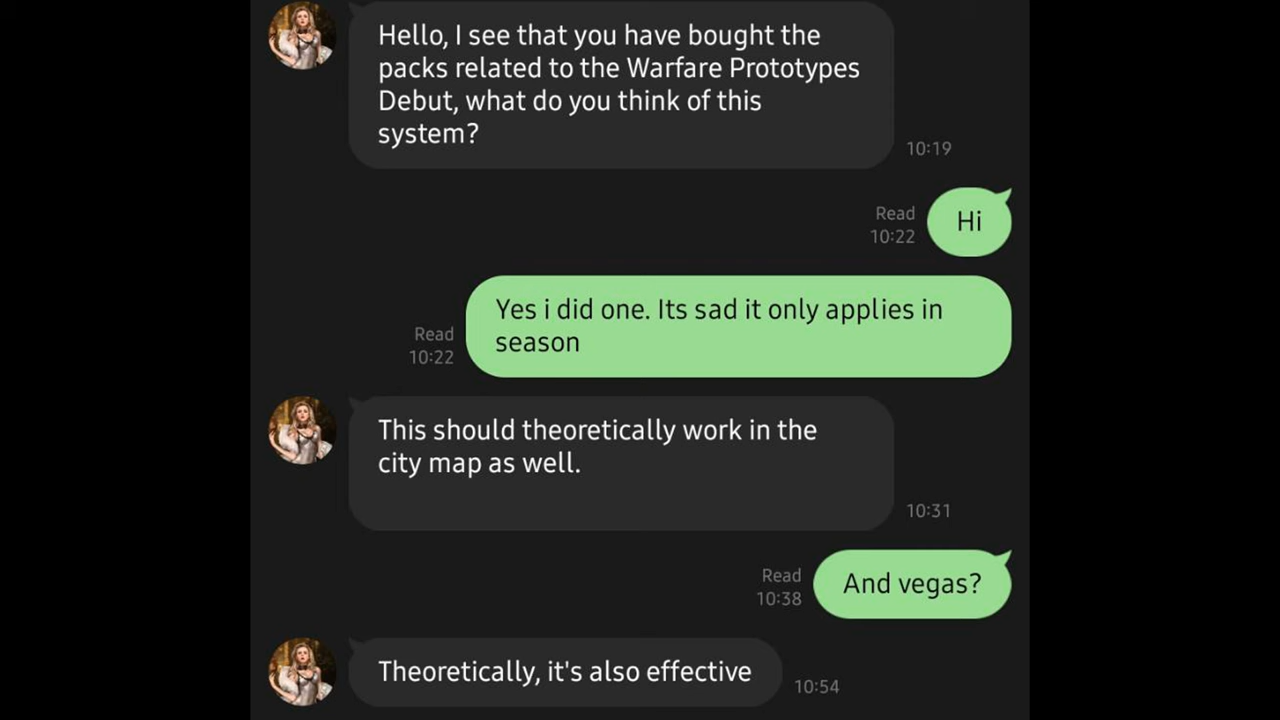 Hello, I see that you have bought the
packs related to the Warfare Prototypes
Debut, what do you think of this
system?
10:19
Read
10:22
Hi
Yes i did one. Its sad it only applies in
season
Read
10:22
This should theoretically work in the
city map as well.
10:31
Read
10:38
And vegas?
Theoretically, it's also effective
10:54